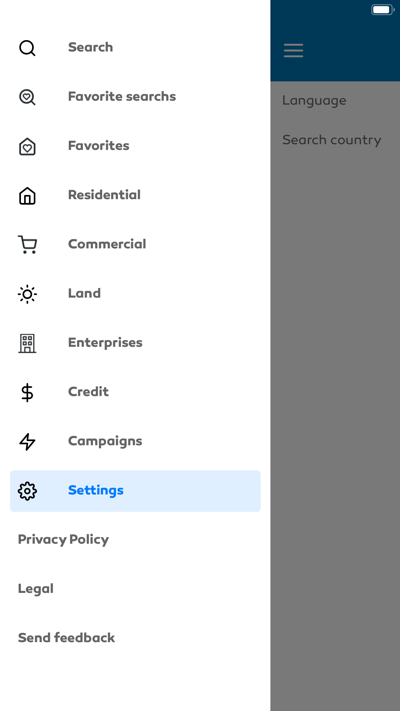 Search
Favorite searchs
Favorites
Residential
Commercial
Land
Enterprises
Credit
Campaigns
Settings
Privacy Policy
Legal
Send feedback
Language
Search country